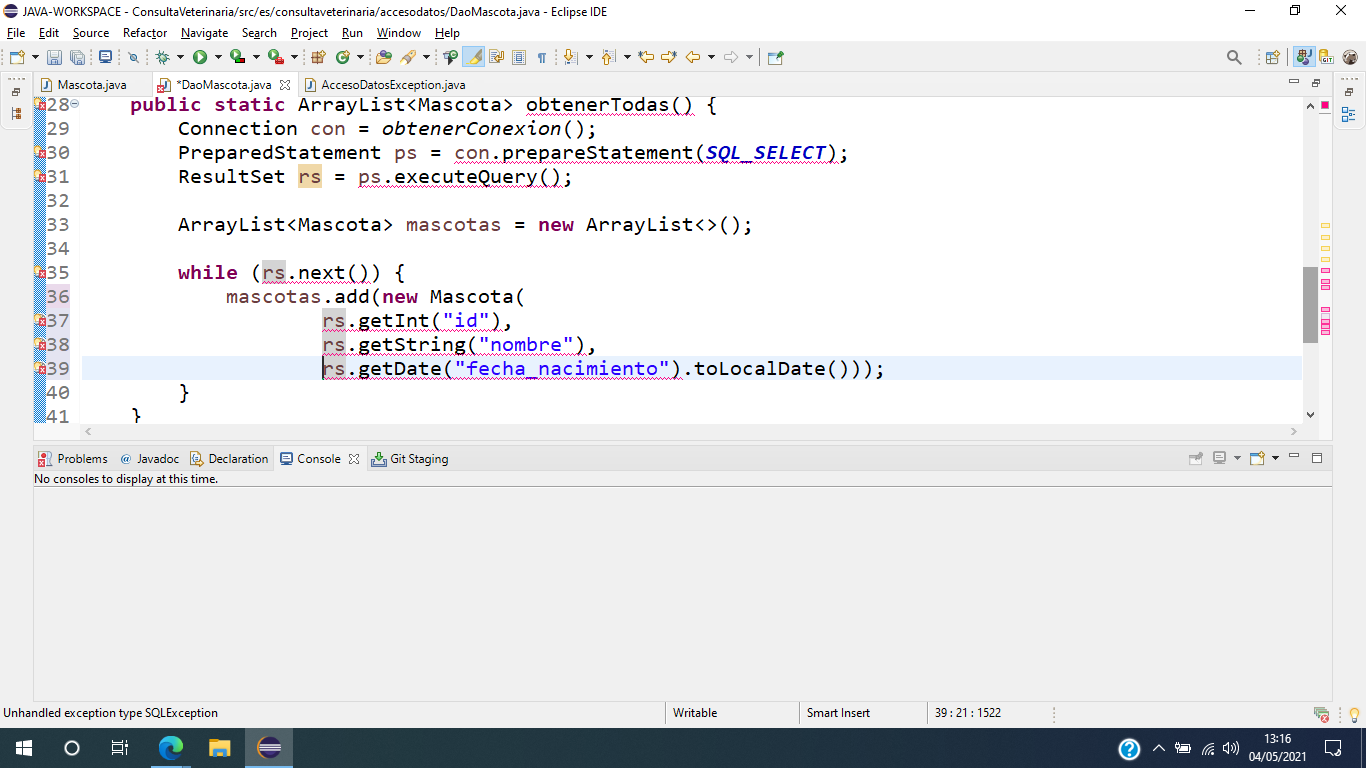 JAVA-WORKSPACE - ConsultaVeterinaria/src/es/consultaveterinaria/accesodatos/DaoMascota.java - Eclipse IDE
File Edit Source Refactor Navigate Search Project Run Window Help
Mascota.java *DaoMascota.java AccesoDatosException.java
28 public static ArrayList<Mascota> obtenerTodas() {
29 Connection con = obtenerConexion();
30 PreparedStatement ps = con.prepareStatement(SQL_SELECT);
31 ResultSet rs = ps.executeQuery();
32
33 ArrayList<Mascota> mascotas = new ArrayList<>();
34
35 while (rs.next()) {
36 mascotas.add(new Mascota(
37 rs.getInt("id"),
38 rs.getString("nombre"),
39 rs.getDate("fecha_nacimiento").toLocalDate()));
40 }
41 }
Problems @ Javadoc Declaration Console Git Staging
No consoles to display at this time.
Unhandled exception type SQLException Writable Smart Insert 39 : 21 : 1522
13:16
04/05/2021